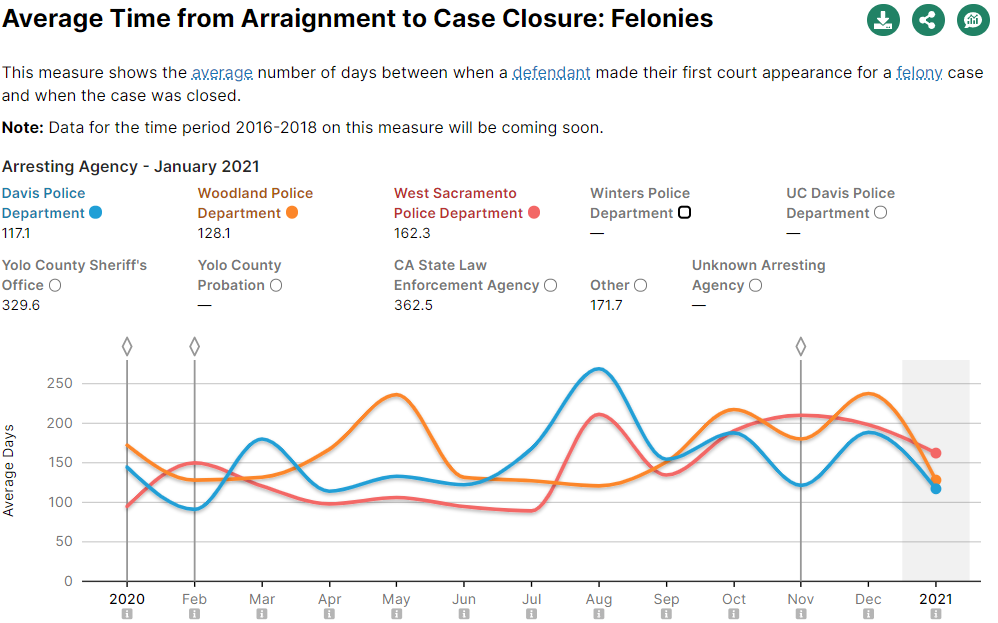 Average Time from Arraignment to Case Closure: Felonies
This measure shows the average number of days between when a defendant made their first court appearance for a felony case
and when the case was closed.
Note: Data for the time period 2016-2018 on this measure will be coming soon.
Arresting Agency - January 2021
Davis Police
Department
117.1
Woodland Police
Department
128.1
West Sacramento
Police Department
162.3
Winters Police
Department
—
UC Davis Police
Department
—
Yolo County Sheriff's
Office
329.6
Yolo County
Probation
—
CA State Law
Enforcement Agency
362.5
Other
171.7
Unknown Arresting
Agency
—
Average Days
250
200
150
100
50
0
2020 Feb Mar Apr May Jun Jul Aug Sep Oct Nov Dec 2021